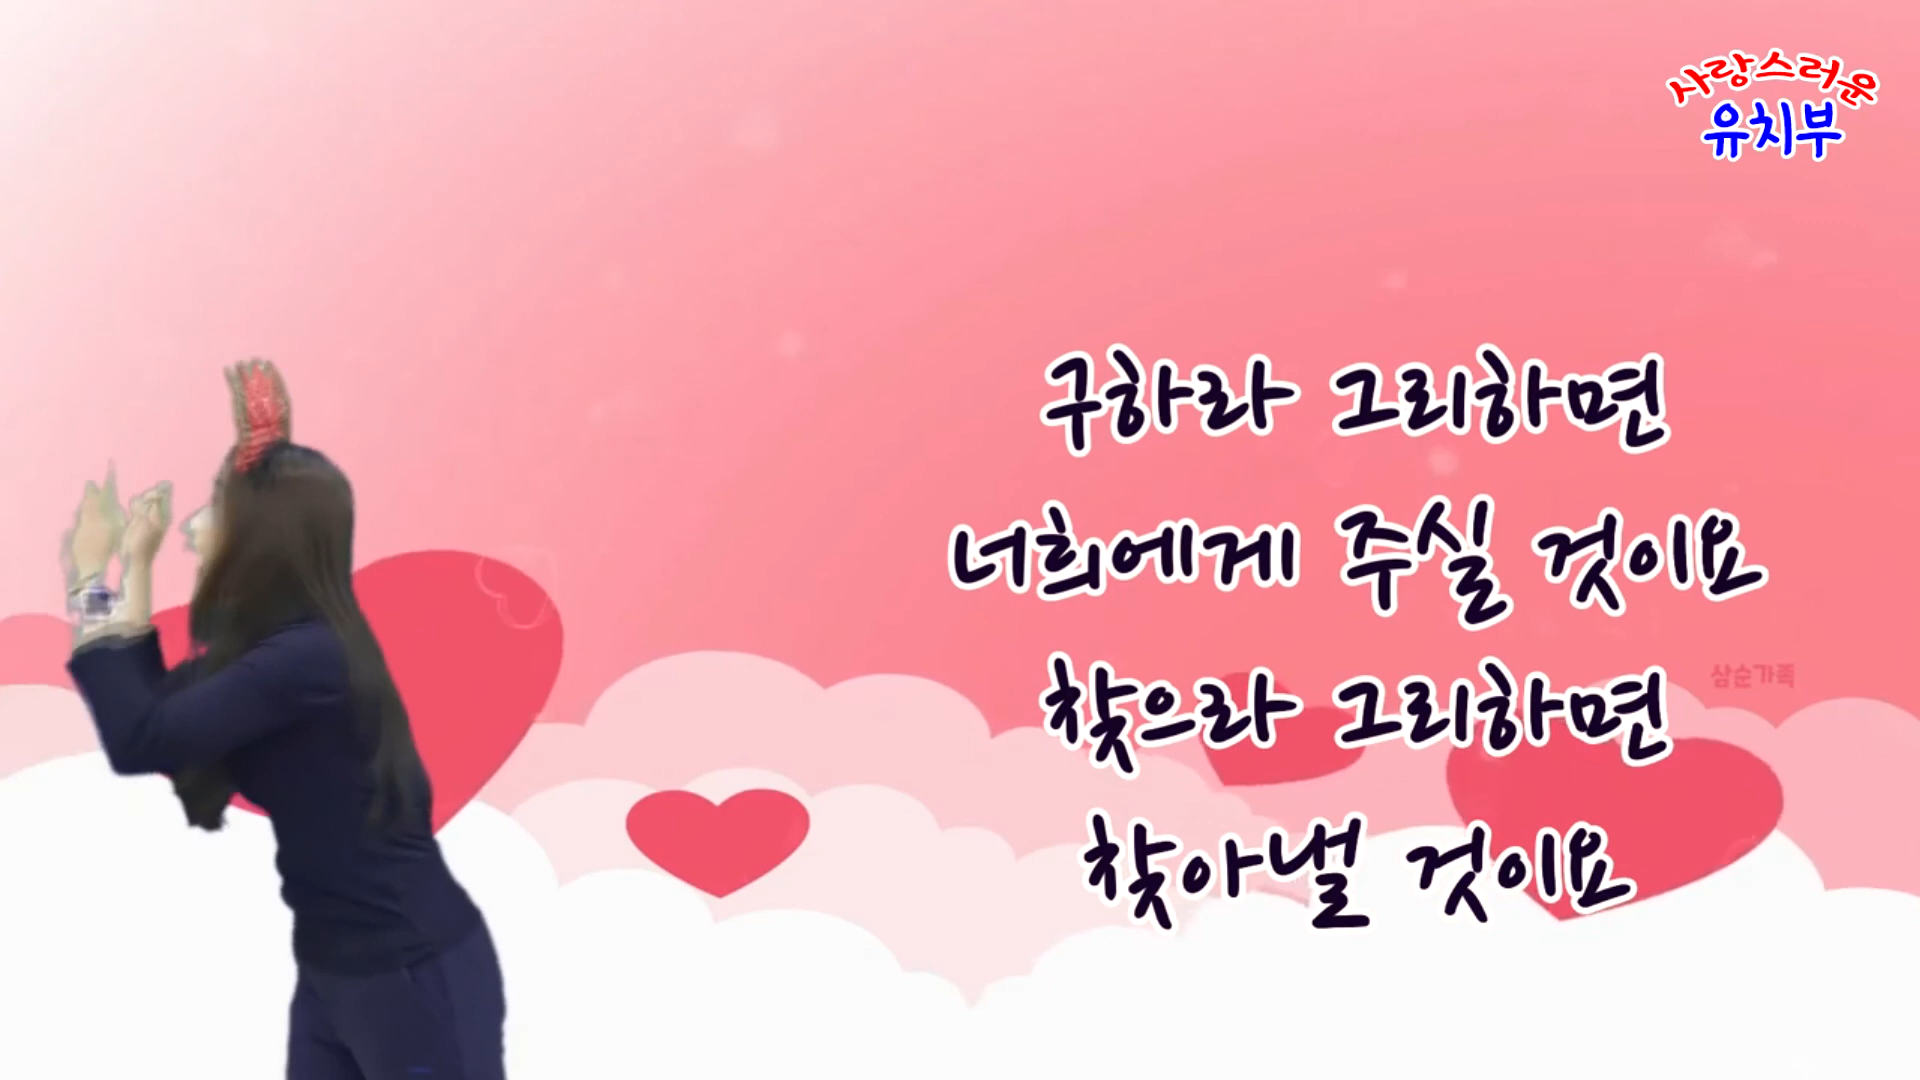 사랑스러운
유치부
구하라 그리하면
너희에게 주실 것이요
찾으라 그리하면
삼순가족
찾아낼 것이요